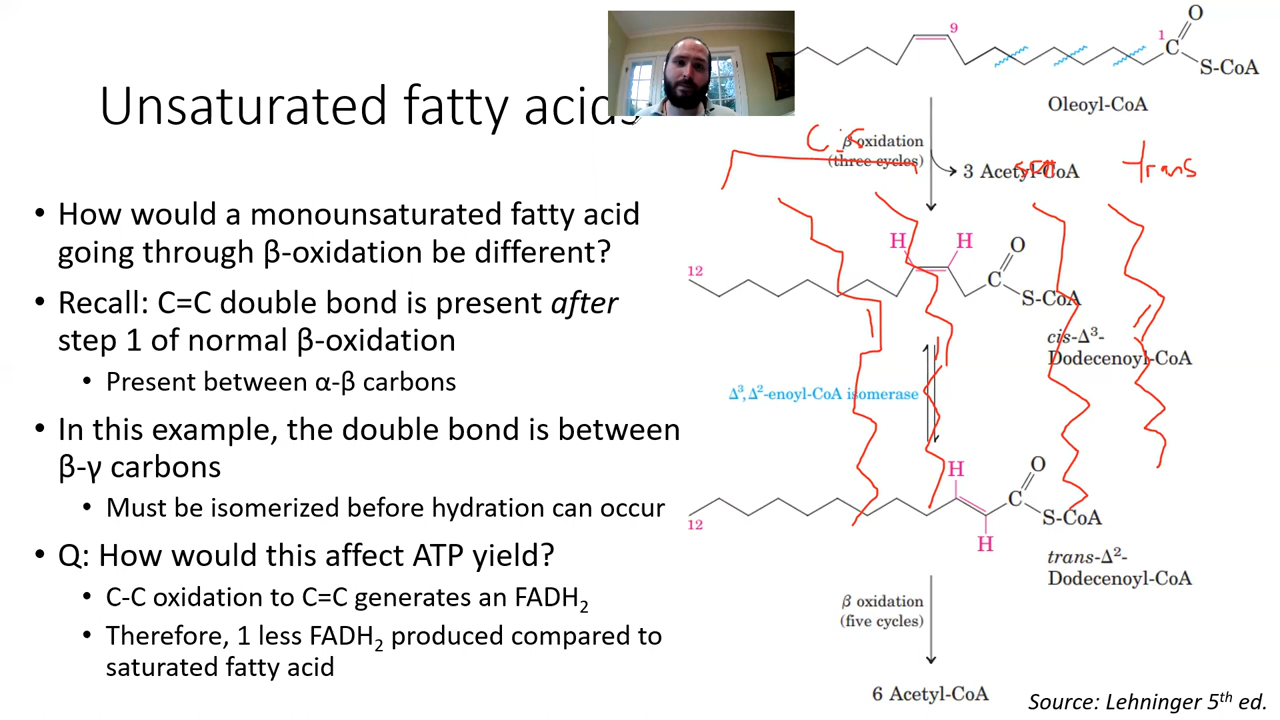 Unsaturated fatty acids
• How would a monounsaturated fatty acid
going through β-oxidation be different?
• Recall: C=C double bond is present after
step 1 of normal β-oxidation
• Present between α-β carbons
• In this example, the double bond is between
β-γ carbons
• Must be isomerized before hydration can occur
• Q: How would this affect ATP yield?
• C-C oxidation to C=C generates an FADH2
• Therefore, 1 less FADH2 produced compared to
saturated fatty acid
9
1
O
C
S-CoA
Oleoyl-CoA
cis
trans
β oxidation
(three cycles)
3 Acetyl-CoA
H
H
O
12
C
S-CoA
cis-Δ3-
Dodecenoyl-CoA
Δ3, Δ2-enoyl-CoA isomerase
H
O
C
12
S-CoA
H
trans-Δ2-
Dodecenoyl-CoA
β oxidation
(five cycles)
6 Acetyl-CoA
Source: Lehninger 5th ed.